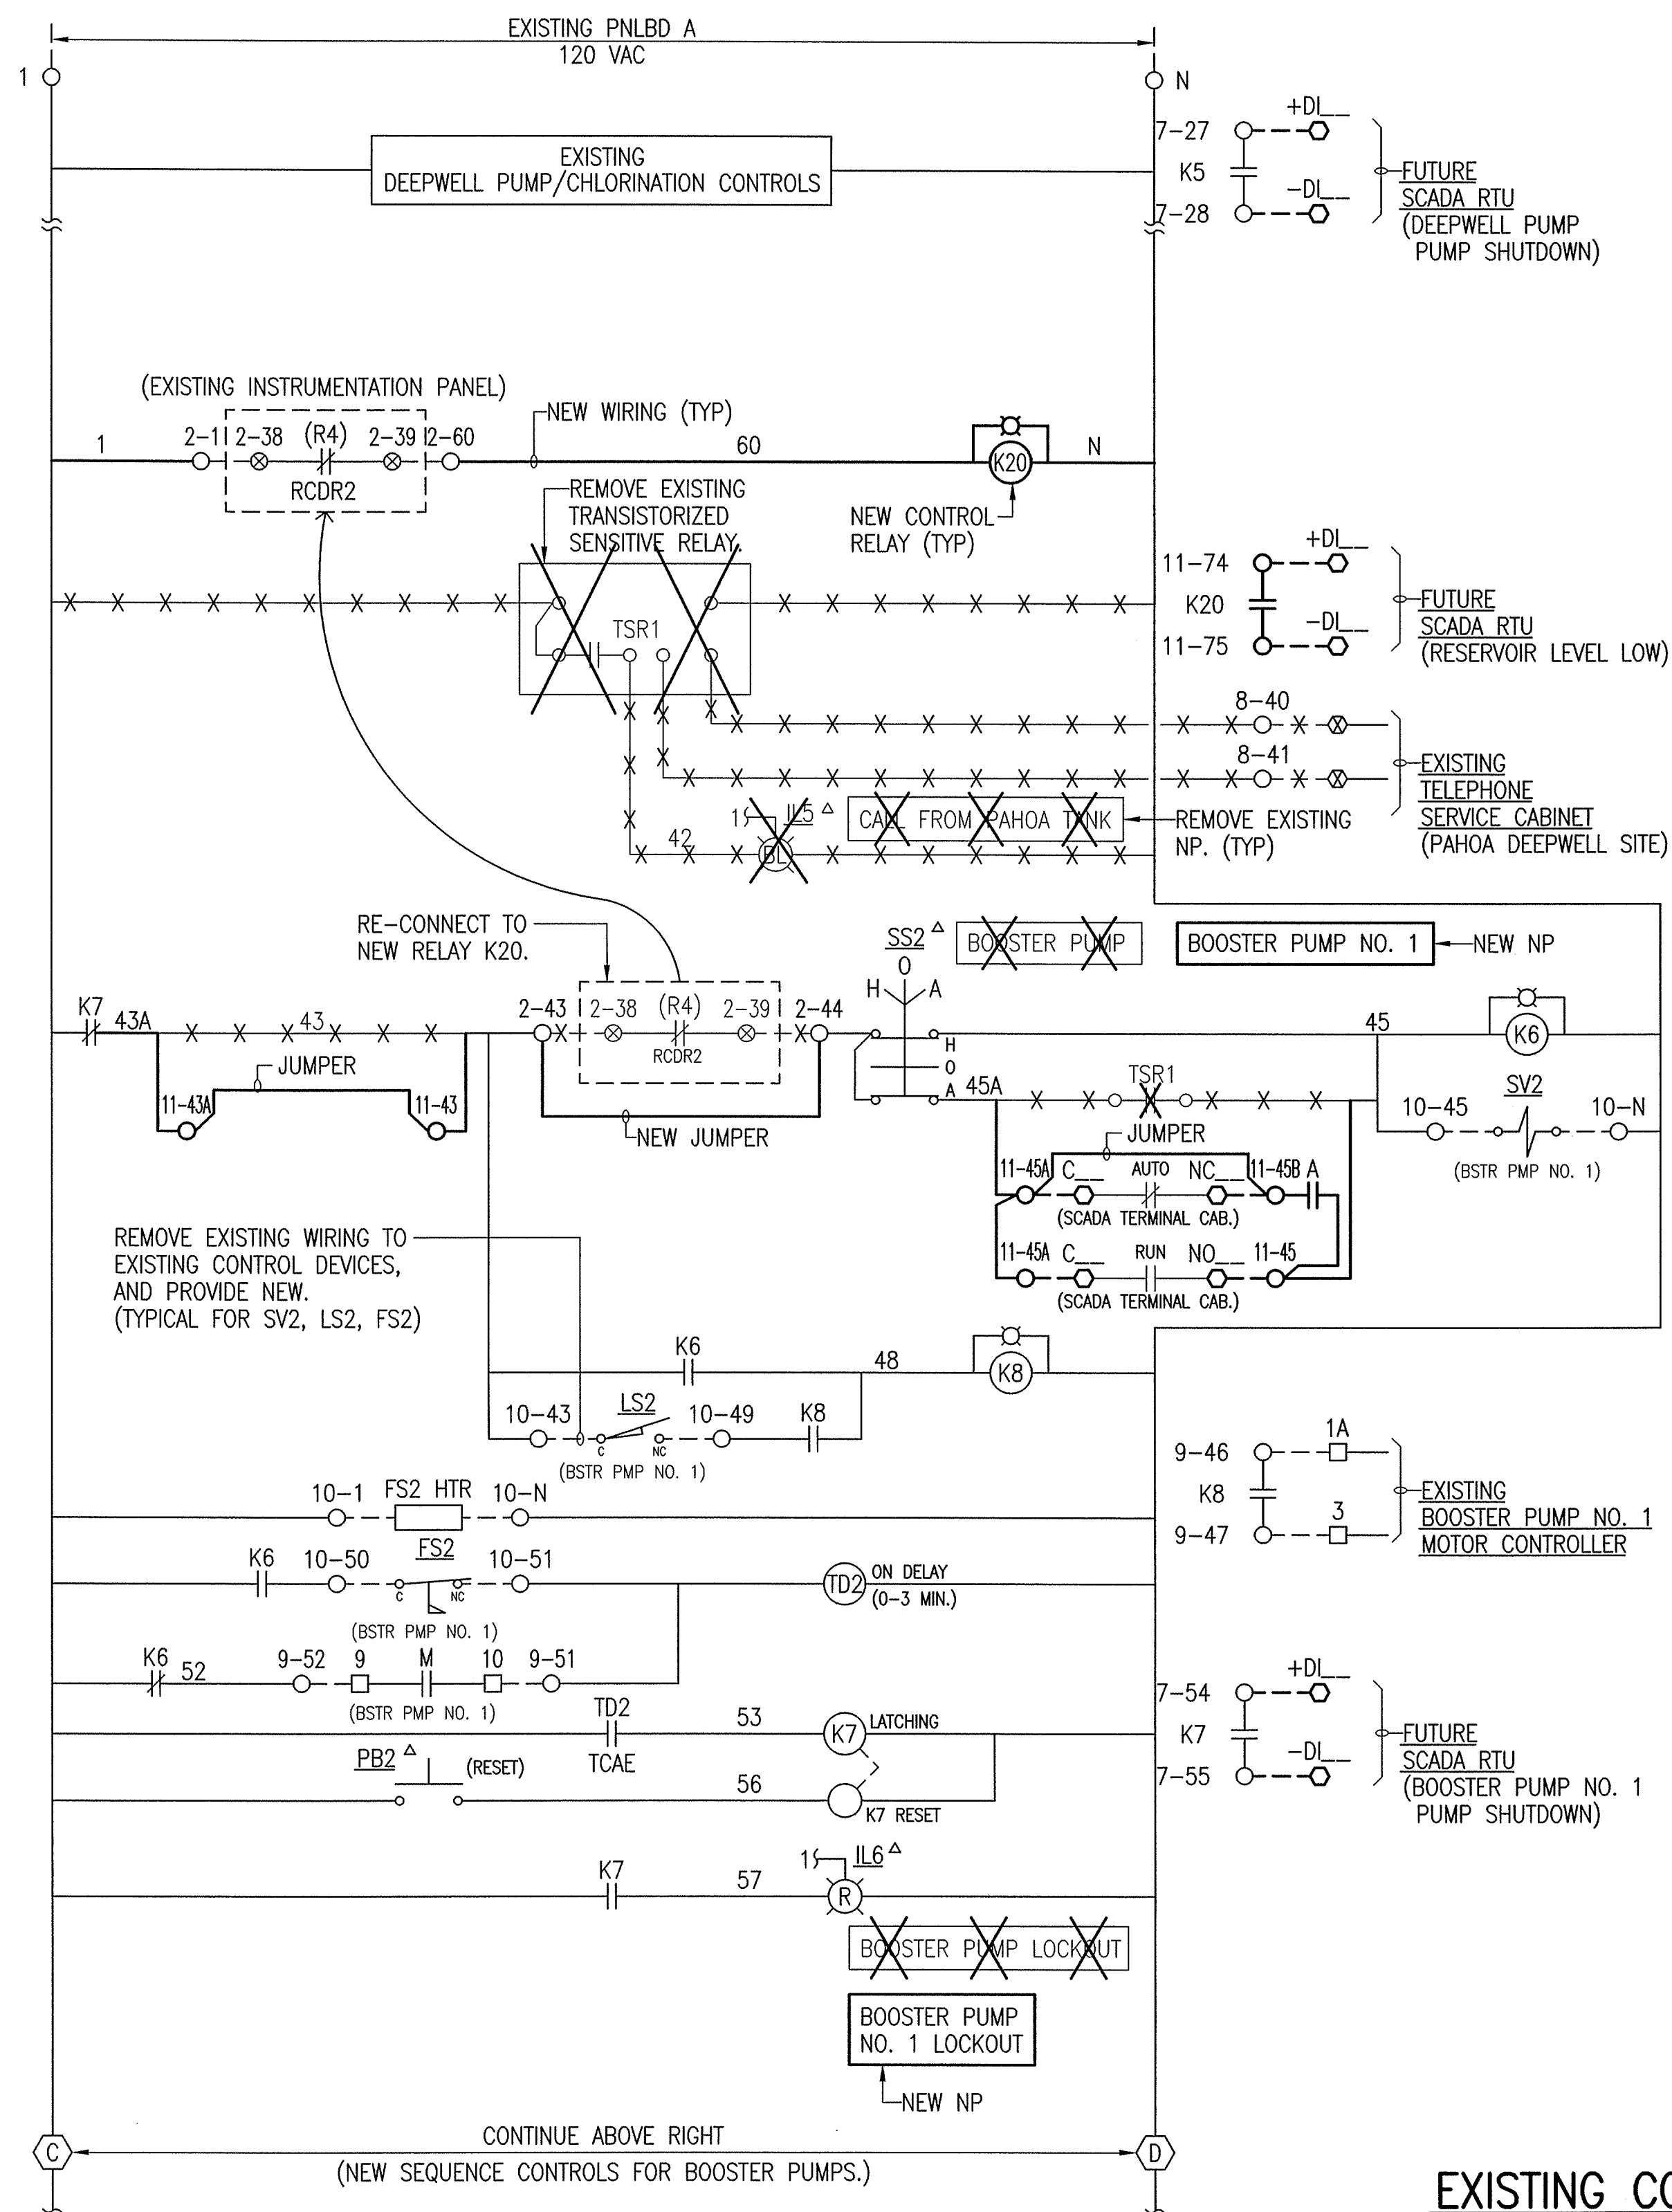 EXISTING PNLBD A
120 VAC
1
N
EXISTING
DEEPWELL PUMP/CHLORINATION CONTROLS
7-27
+DI__
K5
-DI__
7-28
FUTURE
SCADA RTU
(DEEPWELL PUMP
PUMP SHUTDOWN)
(EXISTING INSTRUMENTATION PANEL)
NEW WIRING (TYP)
1
2-1
2-38
(R4)
2-39
2-60
60
K20
N
RCDR2
REMOVE EXISTING
TRANSISTORIZED
SENSITIVE RELAY.
NEW CONTROL
RELAY (TYP)
TSR1
11-74
+DI__
K20
-DI__
11-75
FUTURE
SCADA RTU
(RESERVOIR LEVEL LOW)
8-40
8-41
EXISTING
TELEPHONE
SERVICE CABINET
(PAHOA DEEPWELL SITE)
1
IL5
CALL FROM PAHOA TANK
REMOVE EXISTING
NP. (TYP)
42
BL
RE-CONNECT TO
NEW RELAY K20.
SS2
BOOSTER PUMP
BOOSTER PUMP NO. 1
NEW NP
O
H
A
K7
43A
43
2-43
2-38
(R4)
2-39
2-44
RCDR2
45
K6
H
O
A
JUMPER
11-43A
11-43
NEW JUMPER
45A
TSR1
SV2
10-45
10-N
(BSTR PMP NO. 1)
JUMPER
11-45A
C__
AUTO
NC__
11-45B
A
(SCADA TERMINAL CAB.)
11-45A
C__
RUN
NO__
11-45
(SCADA TERMINAL CAB.)
REMOVE EXISTING WIRING TO
EXISTING CONTROL DEVICES,
AND PROVIDE NEW.
(TYPICAL FOR SV2, LS2, FS2)
K6
48
K8
10-43
LS2
10-49
K8
C
NC
(BSTR PMP NO. 1)
9-46
1A
K8
3
9-47
EXISTING
BOOSTER PUMP NO. 1
MOTOR CONTROLLER
10-1
FS2 HTR
10-N
K6
10-50
FS2
10-51
C
NC
TD2
ON DELAY
(0-3 MIN.)
(BSTR PMP NO. 1)
K6
52
9-52
9
M
10
9-51
(BSTR PMP NO. 1)
TD2
53
K7
LATCHING
TCAE
PB2
(RESET)
56
K7 RESET
7-54
+DI__
K7
-DI__
7-55
FUTURE
SCADA RTU
(BOOSTER PUMP NO. 1
PUMP SHUTDOWN)
K7
57
1
IL6
R
BOOSTER PUMP LOCKOUT
BOOSTER PUMP
NO. 1 LOCKOUT
NEW NP
C
CONTINUE ABOVE RIGHT
D
(NEW SEQUENCE CONTROLS FOR BOOSTER PUMPS.)
EXISTING CO